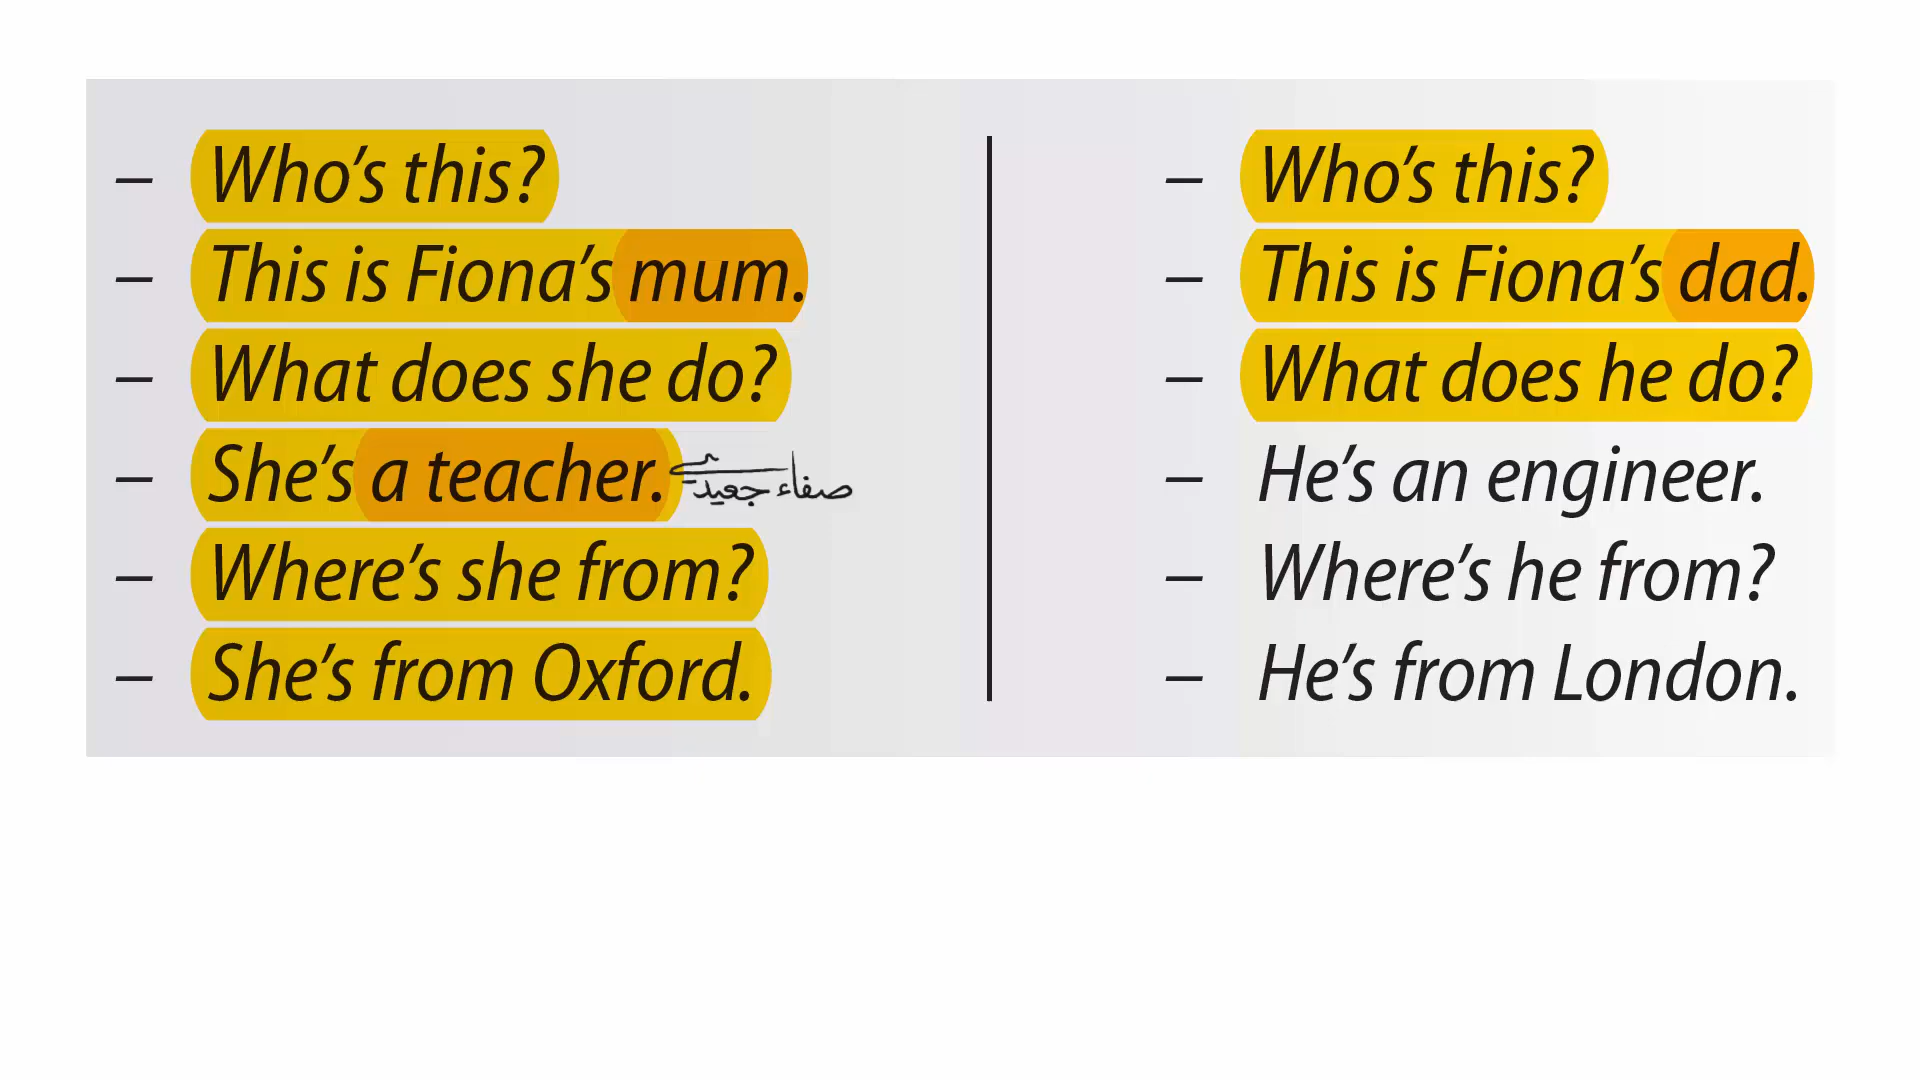 – Who's this?
– This is Fiona's mum.
– What does she do?
– She's a teacher.
صفاء جعيدي
– Where's she from?
– She's from Oxford.
– Who's this?
– This is Fiona's dad.
– What does he do?
– He's an engineer.
– Where's he from?
– He's from London.